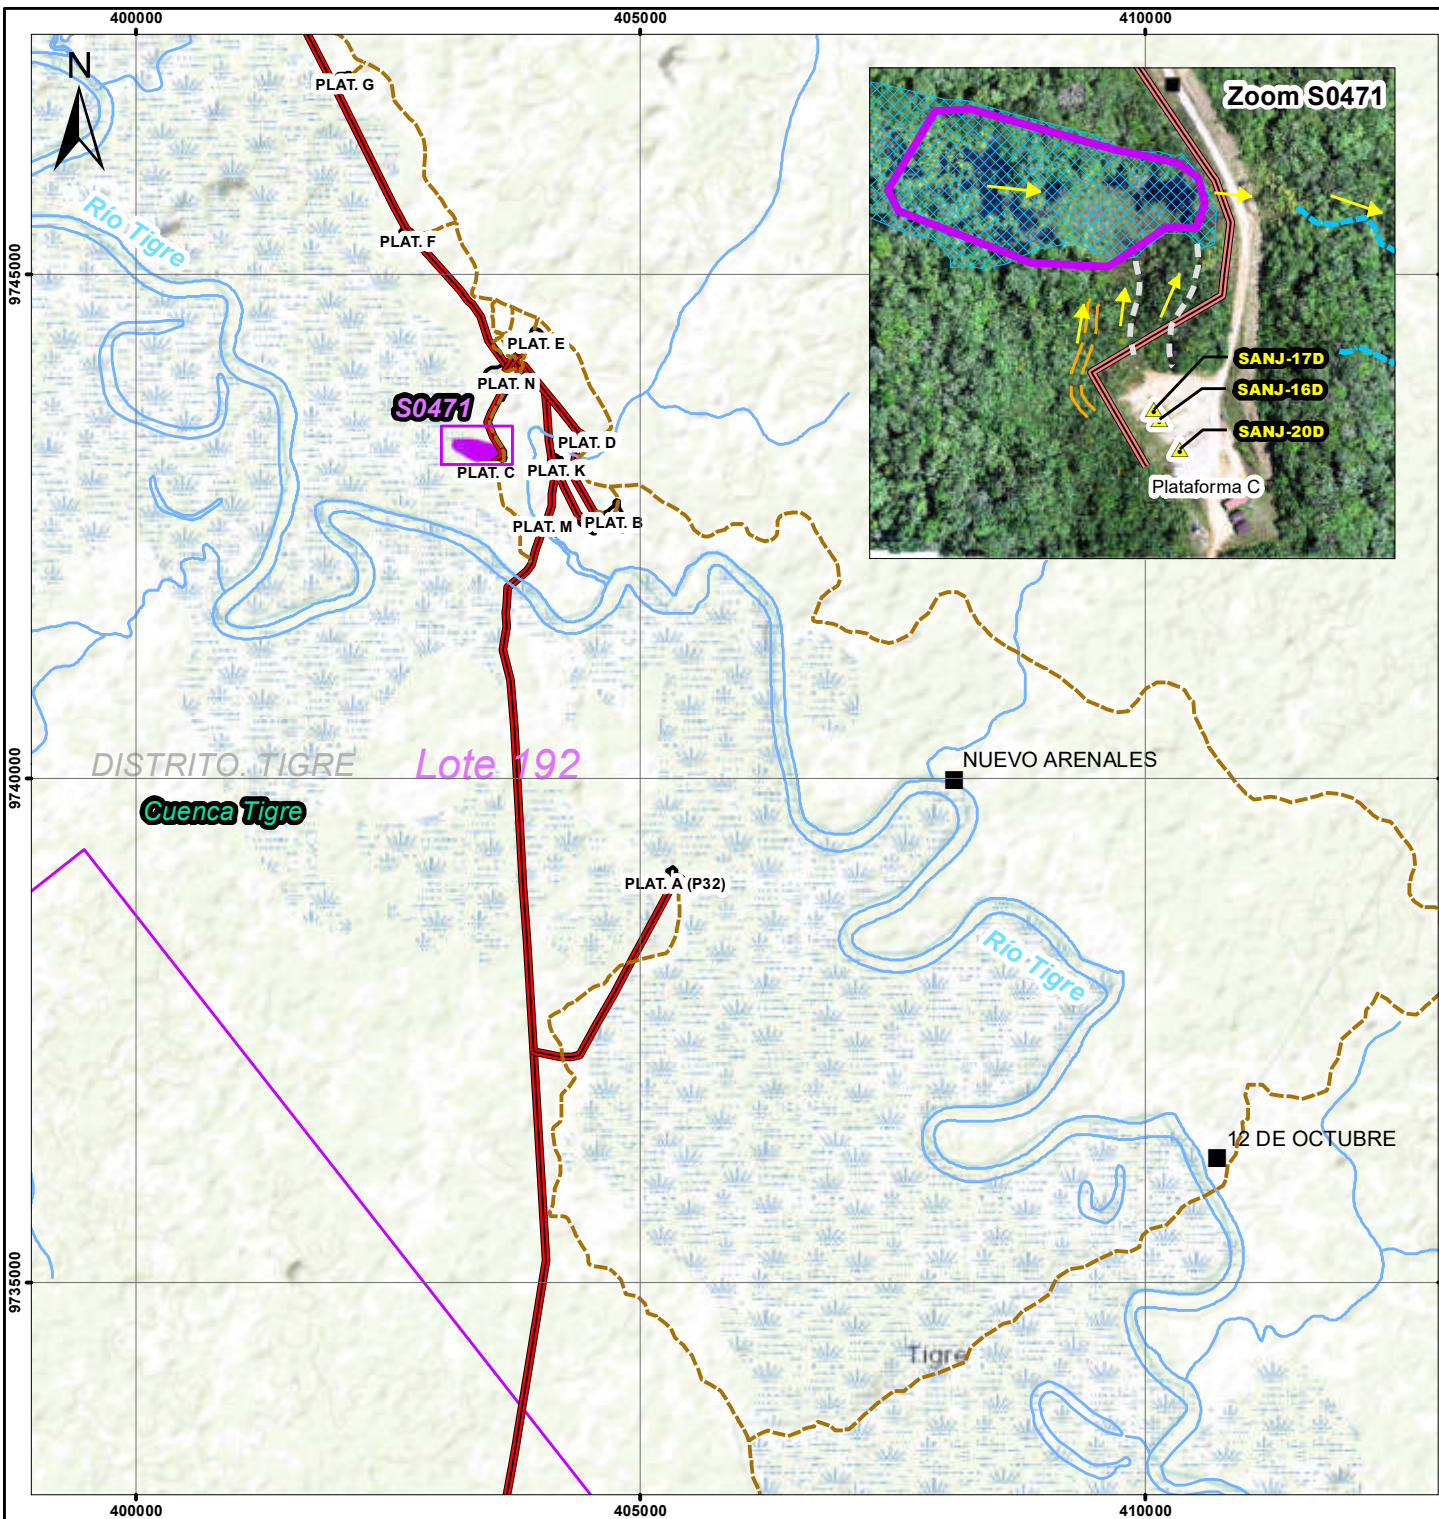 400000
405000
410000
N
PLAT. G
Zoom S0471
Río Tigre
PLAT. F
9745000
PLAT. E
PLAT. N
SANJ-17D
SANJ-16D
SANJ-20D
Plataforma C
S0471
PLAT. D
PLAT. C
PLAT. K
PLAT. M
PLAT. B
DISTRITO. TIGRE
Lote 192
NUEVO ARENALES
9740000
Cuenca Tigre
PLAT. A (P32)
Río Tigre
12 DE OCTUBRE
9735000
Tigre
400000
405000
410000